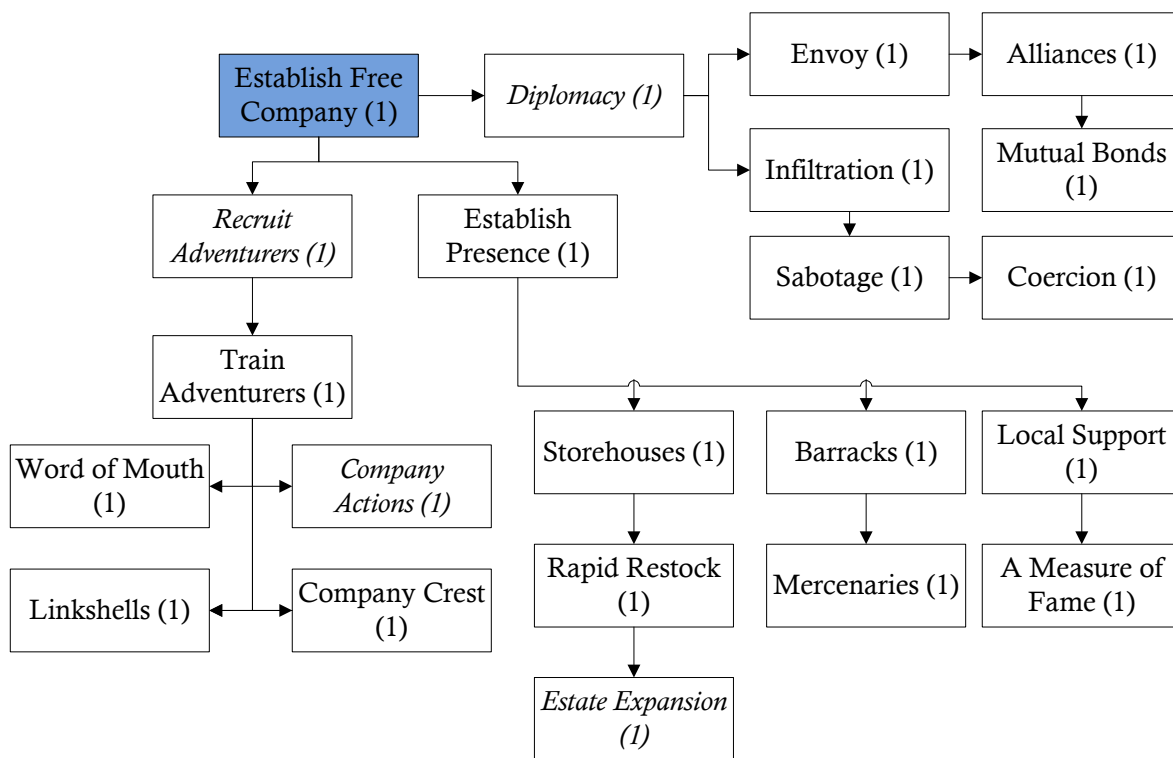 Establish Free
Company (1)
Diplomacy (1)
Envoy (1)
Alliances (1)
Infiltration (1)
Mutual Bonds
(1)
Sabotage (1)
Coercion (1)
Recruit
Adventurers (1)
Establish
Presence (1)
Train
Adventurers (1)
Word of Mouth
(1)
Company
Actions (1)
Linkshells (1)
Company Crest
(1)
Storehouses (1)
Barracks (1)
Local Support
(1)
Rapid Restock
(1)
Mercenaries (1)
A Measure of
Fame (1)
Estate Expansion
(1)